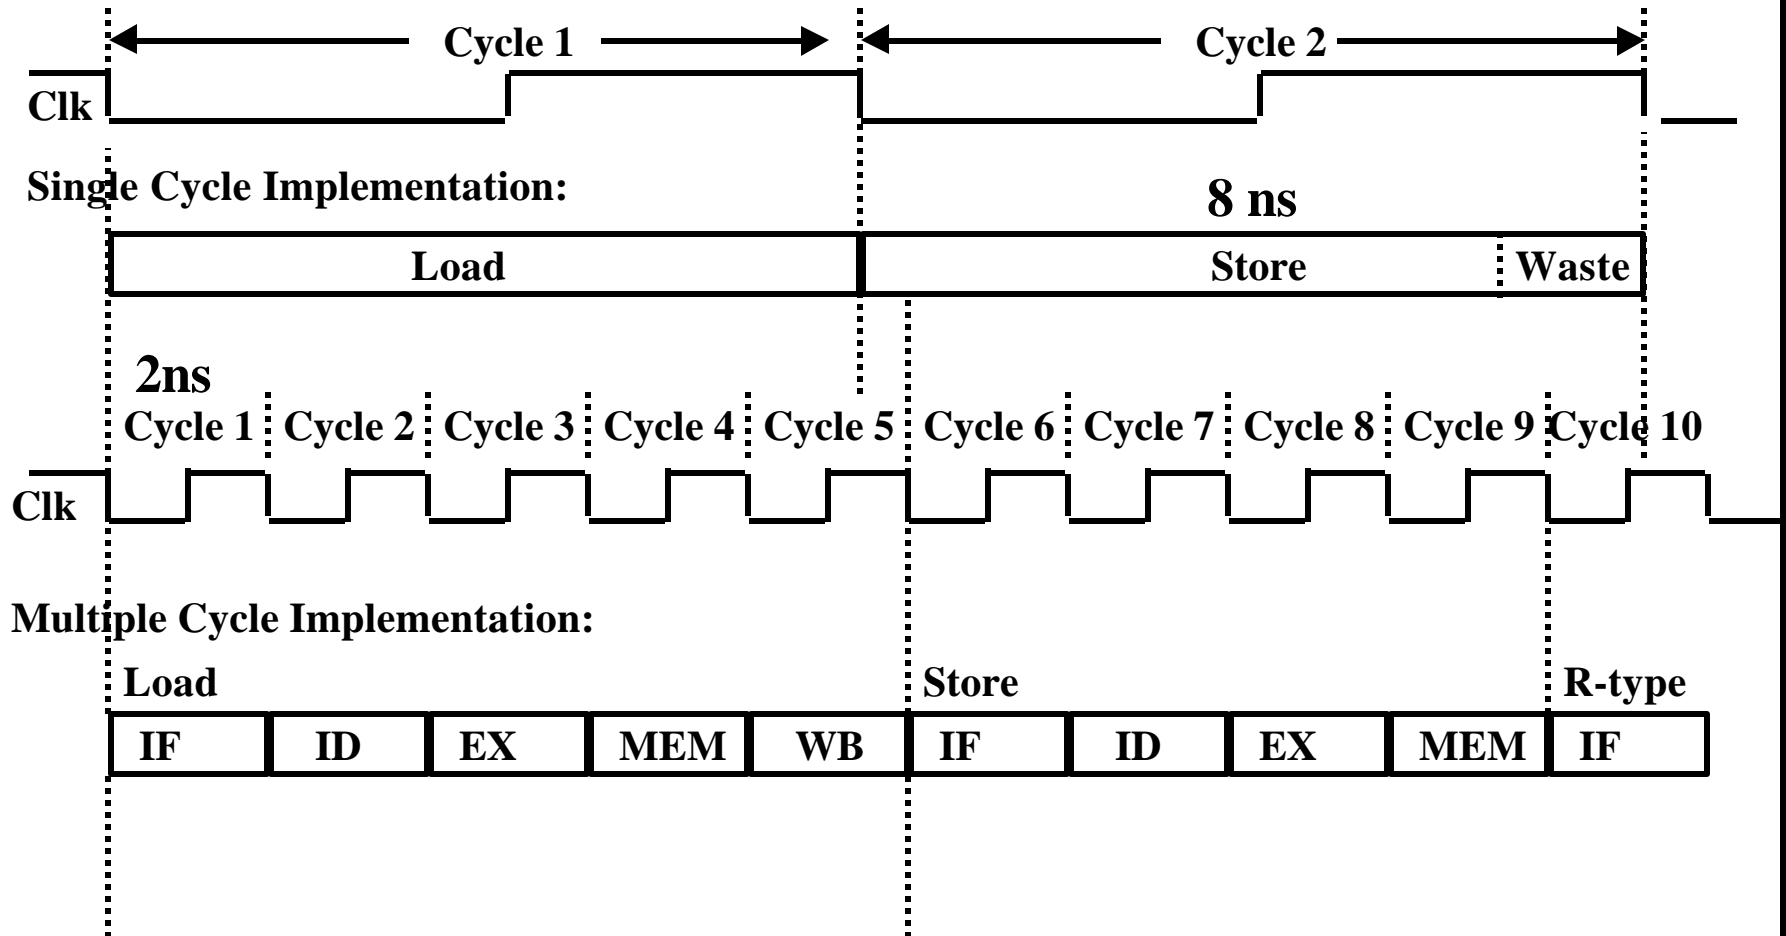 Cycle 1 Cycle 2
Clk
Single Cycle Implementation:
8 ns
Load Store Waste
2ns
Cycle 1 Cycle 2 Cycle 3 Cycle 4 Cycle 5 Cycle 6 Cycle 7 Cycle 8 Cycle 9 Cycle 10
Clk
Multiple Cycle Implementation:
Load Store R-type
IF ID EX MEM WB IF ID EX MEM IF